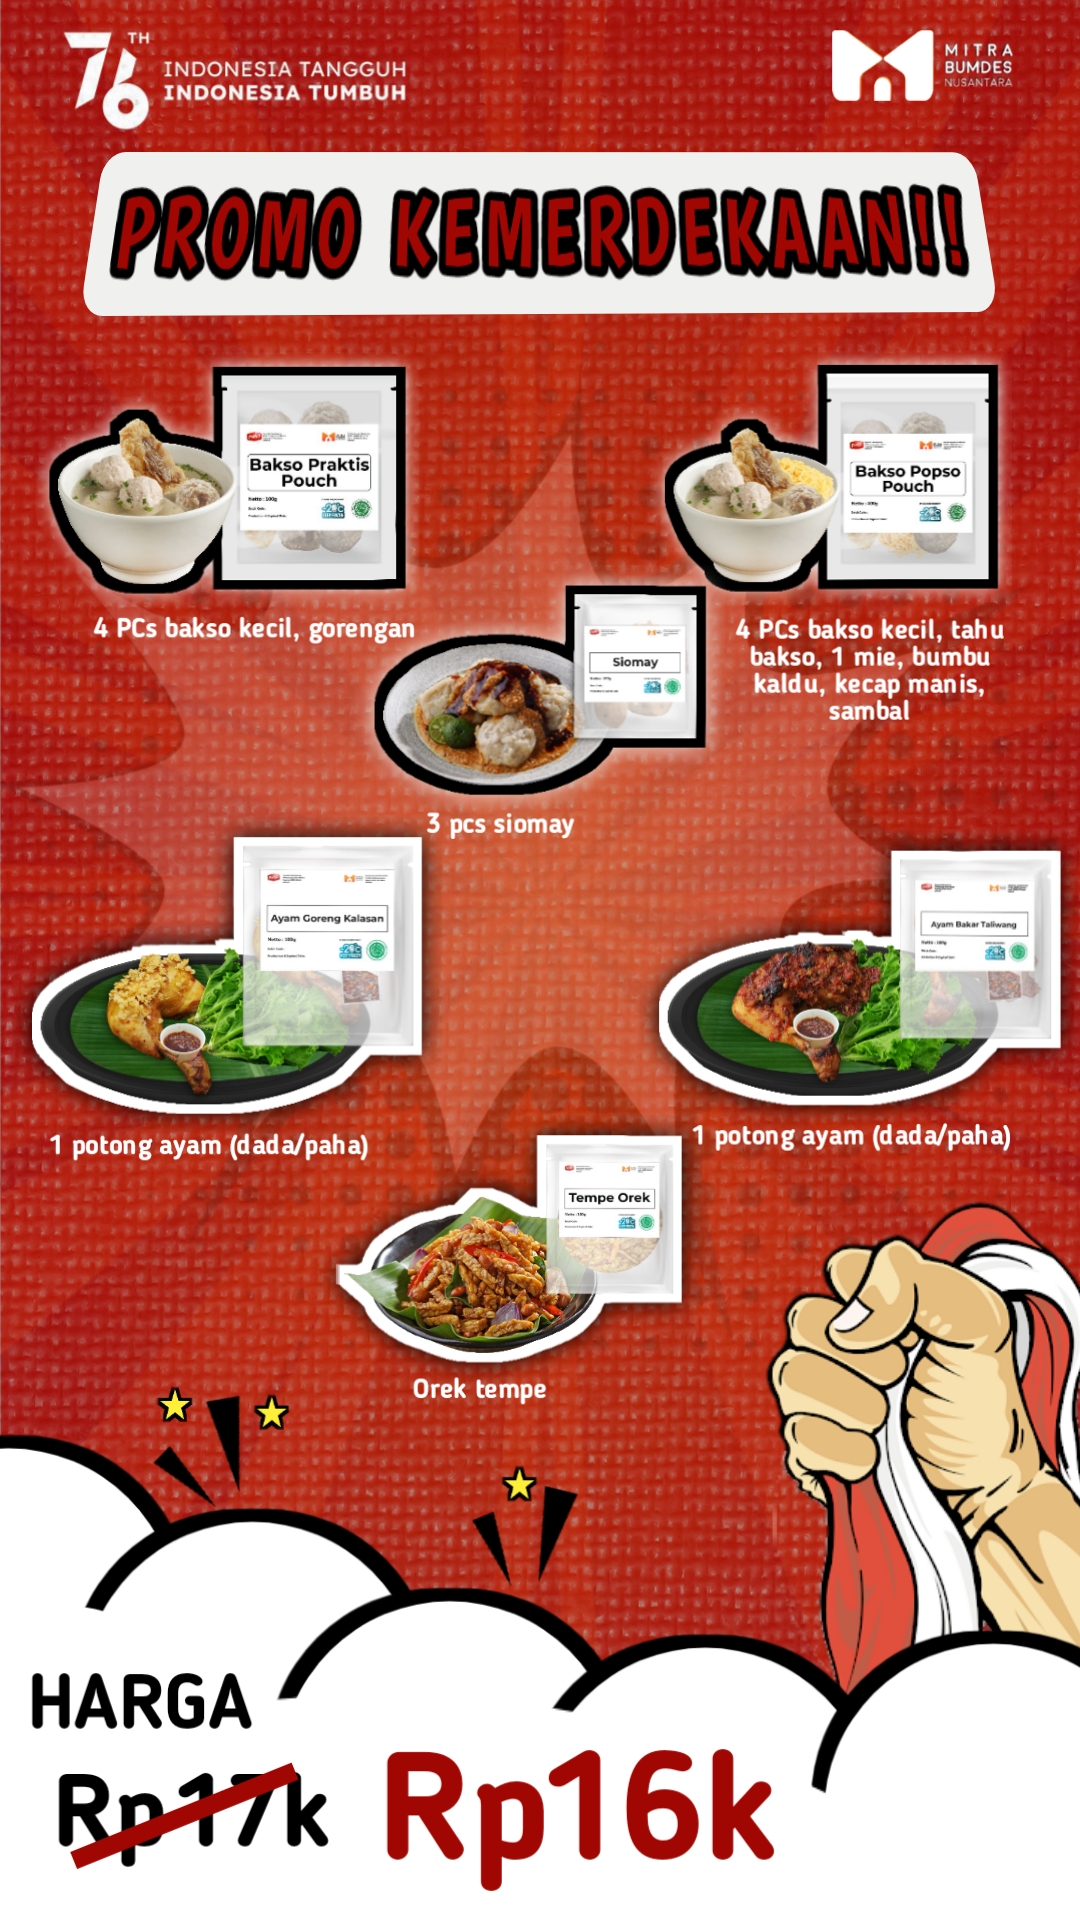 76TH
INDONESIA TANGGUH
INDONESIA TUMBUH
MITRA
BUMDES
NUSANTARA
PROMO KEMERDEKAAN!!
Bakso Praktis
Pouch
Netto : 100g
4 PCs bakso kecil, gorengan
Bakso Popso
Pouch
4 PCs bakso kecil, tahu
bakso, 1 mie, bumbu
kaldu, kecap manis,
sambal
Siomay
3 pcs siomay
Ayam Goreng Kalasan
1 potong ayam (dada/paha)
Ayam Bakar Taliwang
1 potong ayam (dada/paha)
Tempe Orek
Orek tempe
HARGA
Rp17k
Rp16k